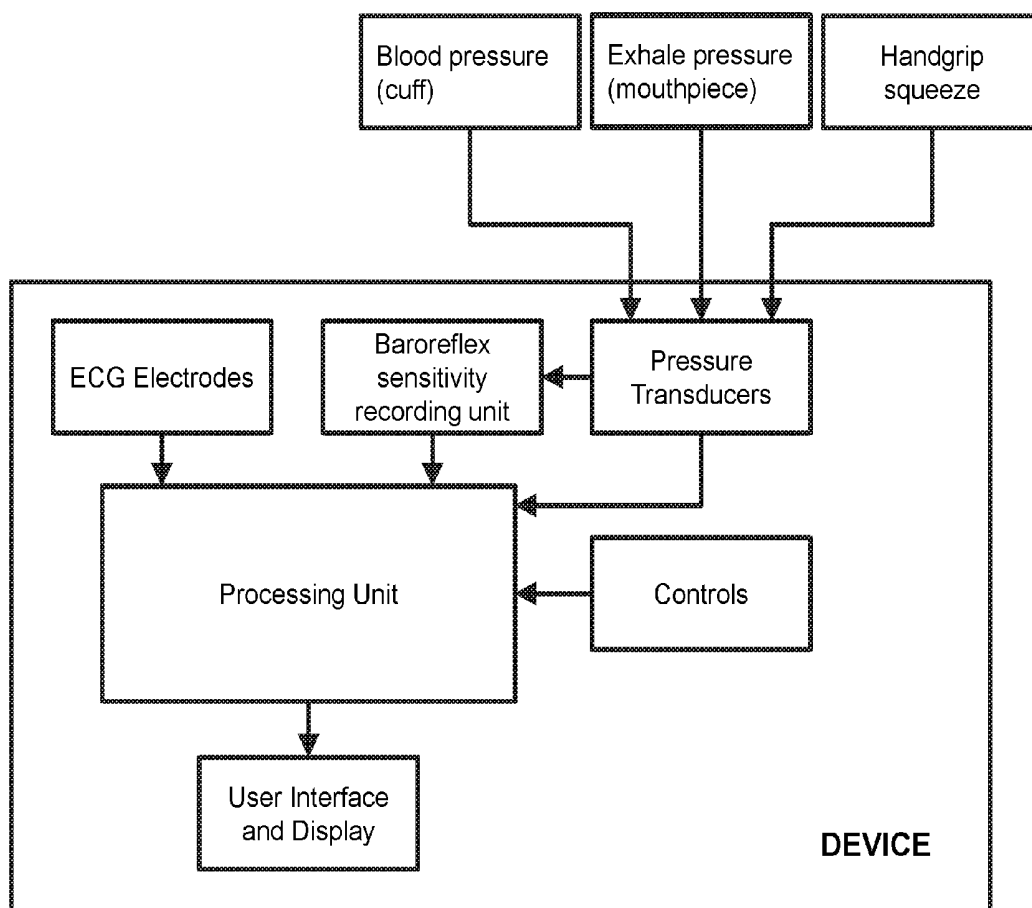 Blood pressure
(cuff)
Exhale pressure
(mouthpiece)
Handgrip
squeeze
ECG Electrodes
Baroreflex
sensitivity
recording unit
Pressure
Transducers
Processing Unit
Controls
User Interface
and Display
DEVICE